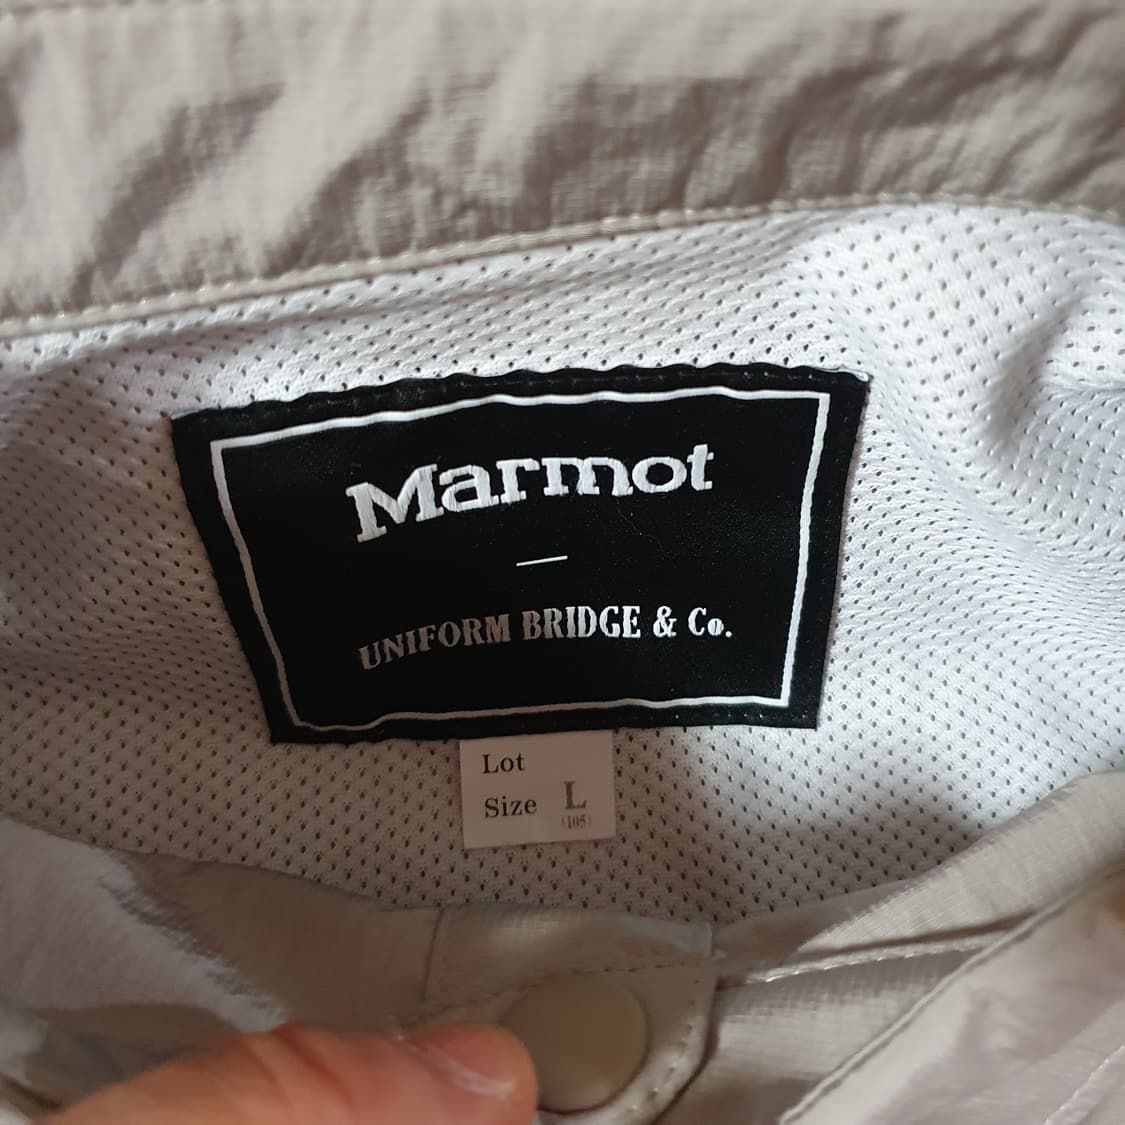 Marmot
UNIFORM BRIDGE & Co.
Lot
Size L
(105)